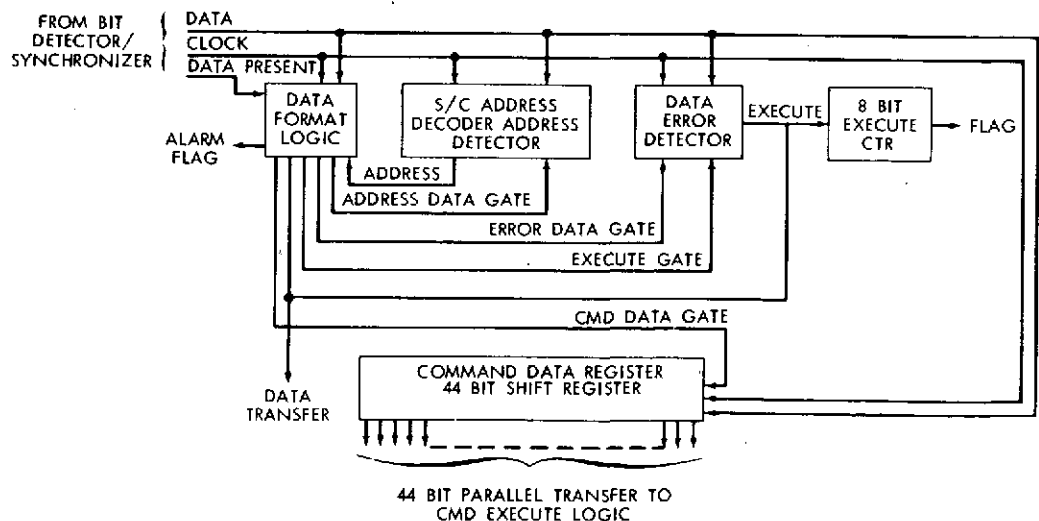 FROM BIT
DETECTOR/
SYNCHRONIZER
DATA
CLOCK
DATA PRESENT
DATA
FORMAT
LOGIC
S/C ADDRESS
DECODER ADDRESS
DETECTOR
DATA
ERROR
DETECTOR
EXECUTE
8 BIT
EXECUTE
CTR
FLAG
ALARM
FLAG
ADDRESS
ADDRESS DATA GATE
ERROR DATA GATE
EXECUTE GATE
CMD DATA GATE
DATA
TRANSFER
COMMAND DATA REGISTER
44 BIT SHIFT REGISTER
44 BIT PARALLEL TRANSFER TO
CMD EXECUTE LOGIC